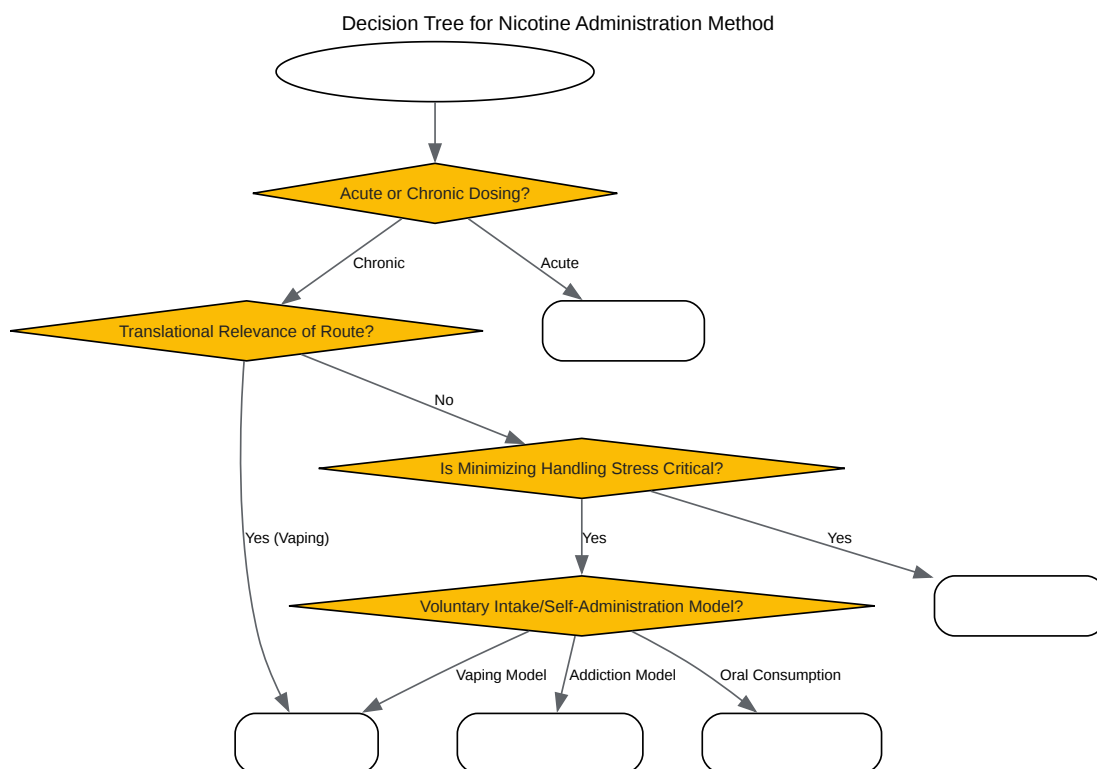 Decision Tree for Nicotine Administration Method
Acute or Chronic Dosing?
Chronic
Acute
Translational Relevance of Route?
No
Is Minimizing Handling Stress Critical?
Yes (Vaping)
Yes
Yes
Voluntary Intake/Self-Administration Model?
Vaping Model
Addiction Model
Oral Consumption